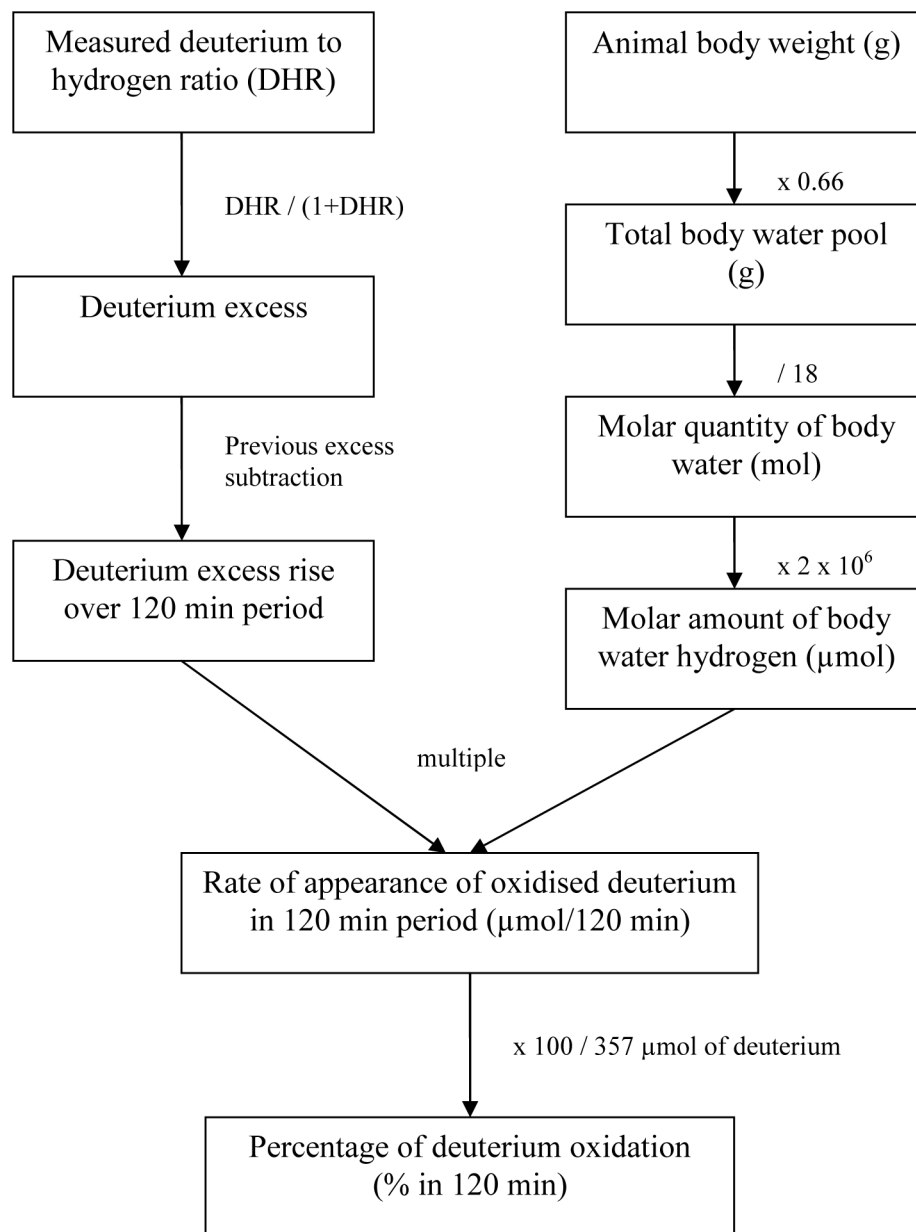 Measured deuterium to
hydrogen ratio (DHR)
DHR / (1+DHR)
Deuterium excess
Previous excess
subtraction
Deuterium excess rise
over 120 min period
Animal body weight (g)
x 0.66
Total body water pool
(g)
/ 18
Molar quantity of body
water (mol)
x 2 x 10⁶
Molar amount of body
water hydrogen (µmol)
multiple
Rate of appearance of oxidised deuterium
in 120 min period (µmol/120 min)
x 100 / 357 µmol of deuterium
Percentage of deuterium oxidation
(% in 120 min)